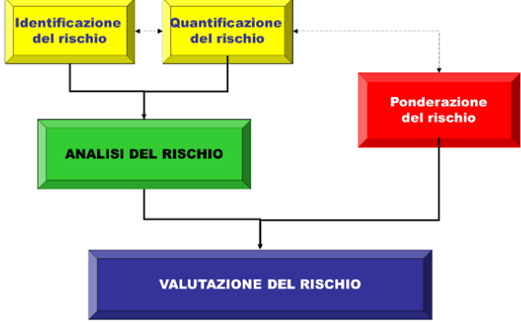 Identificazione
del rischio
Quantificazione
del rischio
Ponderazione
del rischio
ANALISI DEL RISCHIO
VALUTAZIONE DEL RISCHIO